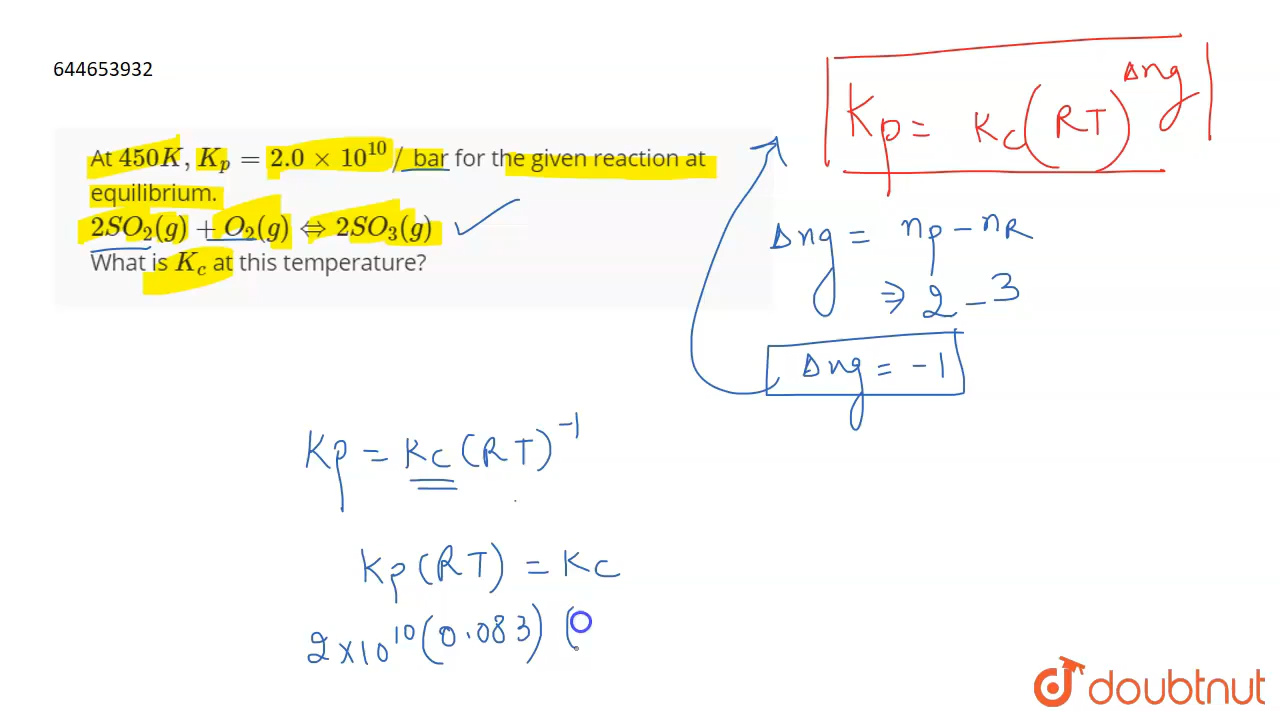 644653932
At 450K, Kp = 2.0 × 10^10 / bar for the given reaction at
equilibrium.
2SO₂(g) + O₂(g) ⇔ 2SO₃(g)
What is Kc at this temperature?
Kp = Kc (RT)^Δng
Δng = np - nR
⇒ 2 - 3
Δng = -1
Kp = Kc (RT)^-1
Kp (RT) = Kc
2 × 10^10 (0.083) (
doubtnut